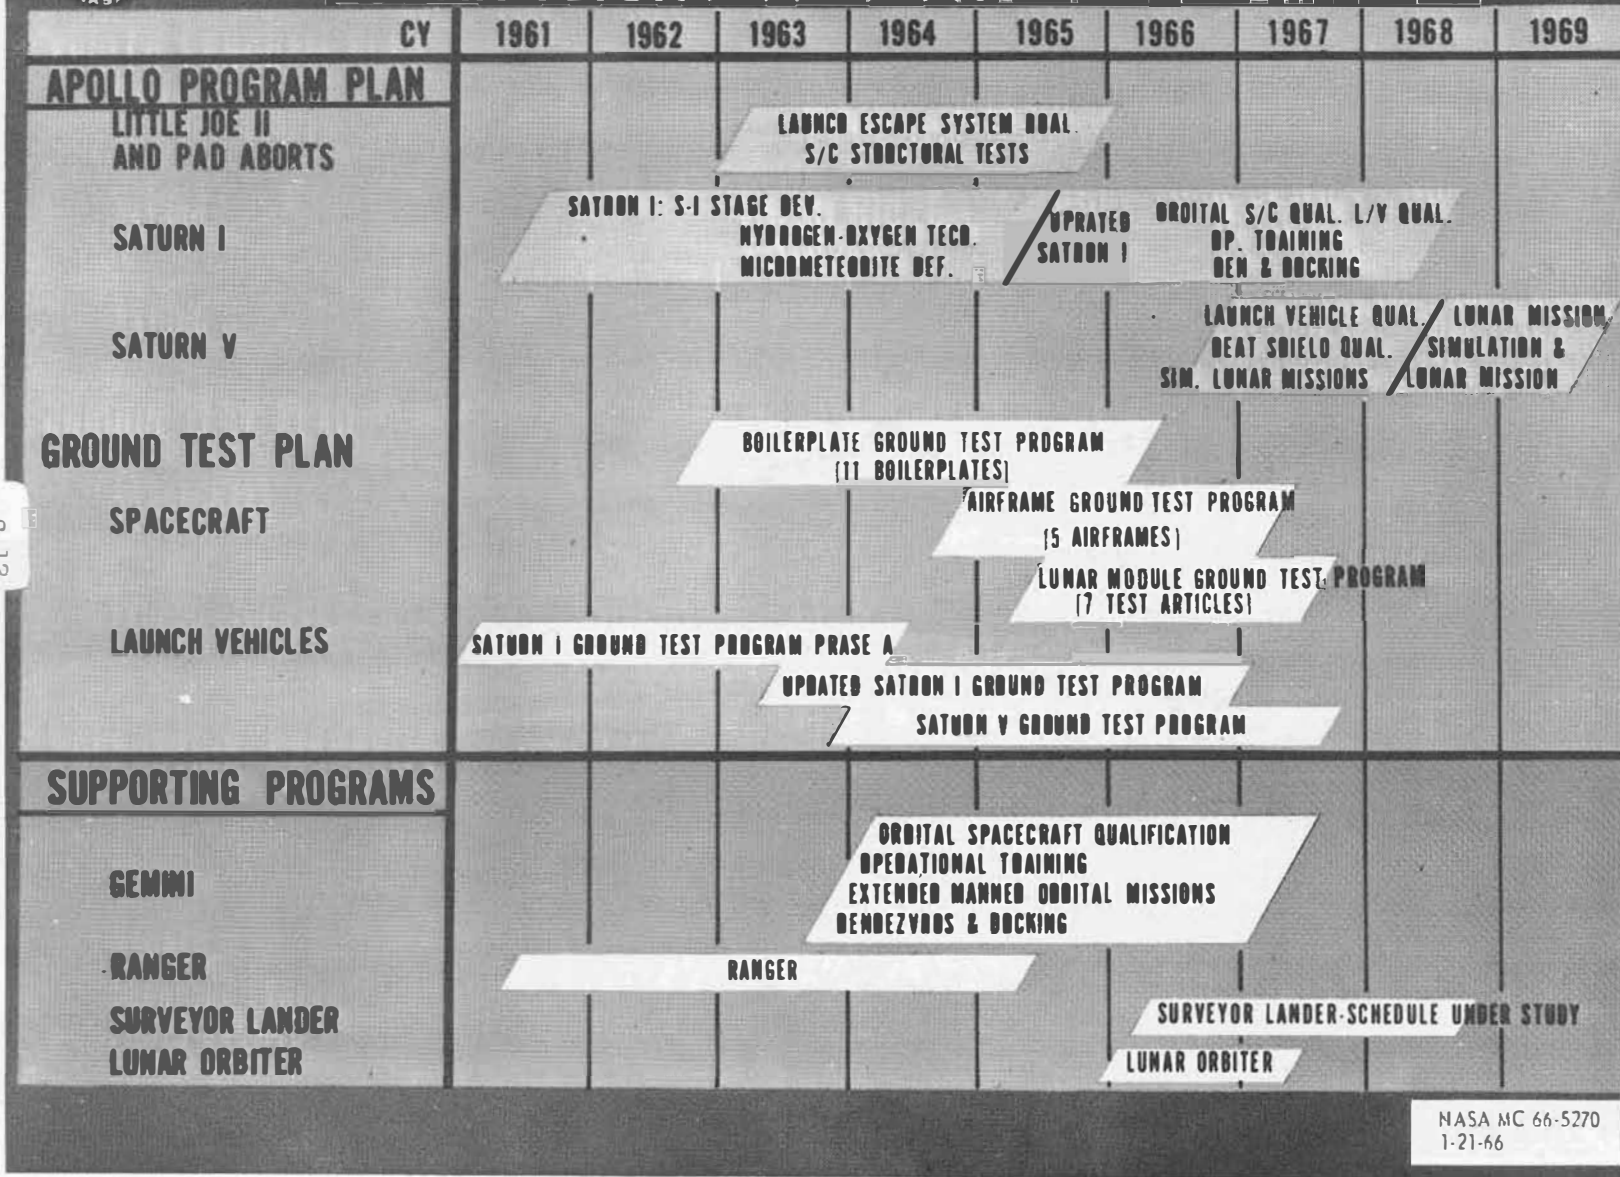 CY 1961 1962 1963 1964 1965 1966 1967 1968 1969
APOLLO PROGRAM PLAN
LITTLE JOE II
AND PAD ABORTS
LAUNCH ESCAPE SYSTEM QUAL.
S/C STRUCTURAL TESTS
SATURN I
SATURN I: S-I STAGE DEV.
HYDROGEN-OXYGEN TECH.
MICROMETEORITE DEF.
UPRATED
SATURN I
ORBITAL S/C QUAL. L/V QUAL.
OP. TRAINING
REN & DOCKING
SATURN V
LAUNCH VEHICLE QUAL.
HEAT SHIELD QUAL.
SIM. LUNAR MISSIONS
LUNAR MISSION
SIMULATION &
LUNAR MISSION
GROUND TEST PLAN
BOILERPLATE GROUND TEST PROGRAM
(11 BOILERPLATES)
SPACECRAFT
AIRFRAME GROUND TEST PROGRAM
(5 AIRFRAMES)
LUNAR MODULE GROUND TEST PROGRAM
(7 TEST ARTICLES)
LAUNCH VEHICLES
SATURN I GROUND TEST PROGRAM PHASE A
UPRATED SATURN I GROUND TEST PROGRAM
SATURN V GROUND TEST PROGRAM
SUPPORTING PROGRAMS
GEMINI
ORBITAL SPACECRAFT QUALIFICATION
OPERATIONAL TRAINING
EXTENDED MANNED ORBITAL MISSIONS
RENDEZVOUS & DOCKING
RANGER
RANGER
SURVEYOR LANDER
SURVEYOR LANDER-SCHEDULE UNDER STUDY
LUNAR ORBITER
LUNAR ORBITER
NASA MC 66-5270
1-21-66